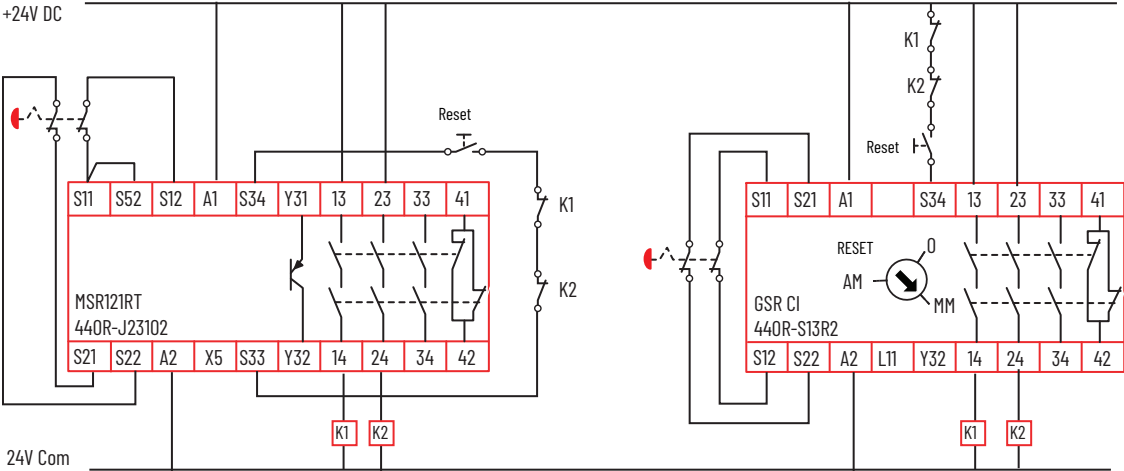 +24V DC
K1
K2
Reset
Reset
S11 S52 S12 A1 S34 Y31 13 23 33 41
S11 S21 A1 S34 13 23 33 41
K1
K2
RESET
O
AM
MM
MSR121RT
440R-J23102
GSR CI
440R-S13R2
S21 S22 A2 X5 S33 Y32 14 24 34 42
S12 S22 A2 L11 Y32 14 24 34 42
K1 K2
K1 K2
24V Com